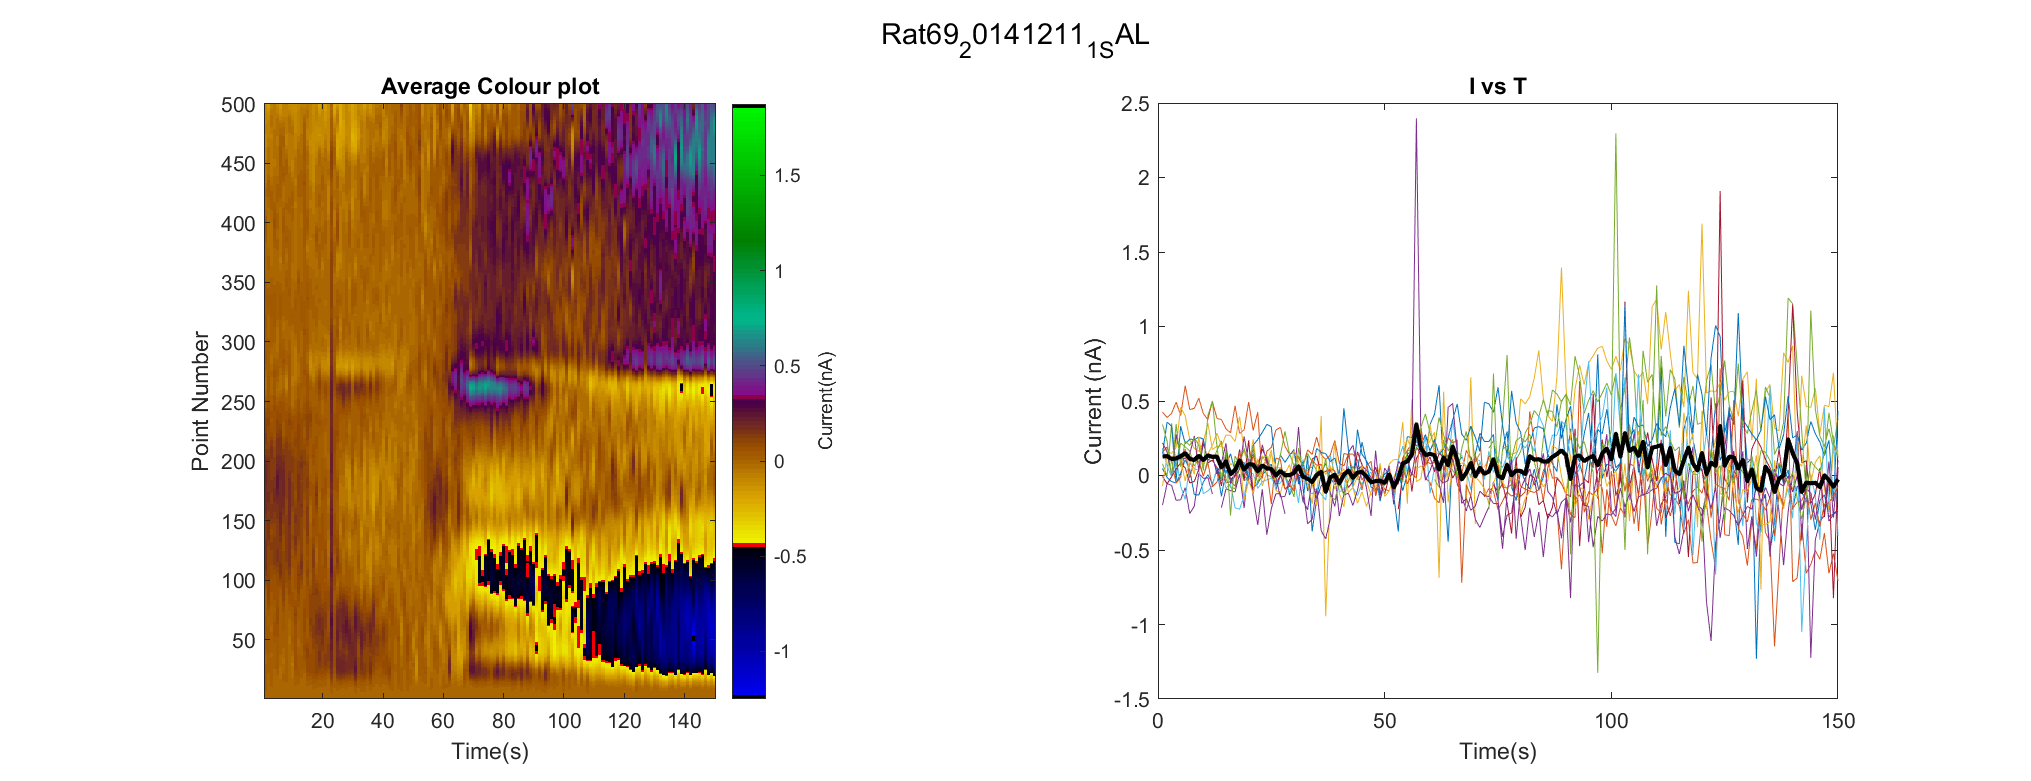 Rat69₂0141211₁ₛAL
Average Colour plot
500
450
400
350
300
250
200
150
100
50
Point Number
20 40 60 80 100 120 140
Time(s)
1.5
1
0.5
0
-0.5
-1
Current(nA)
I vs T
2.5
2
1.5
1
0.5
0
-0.5
-1
-1.5
Current (nA)
0 50 100 150
Time(s)